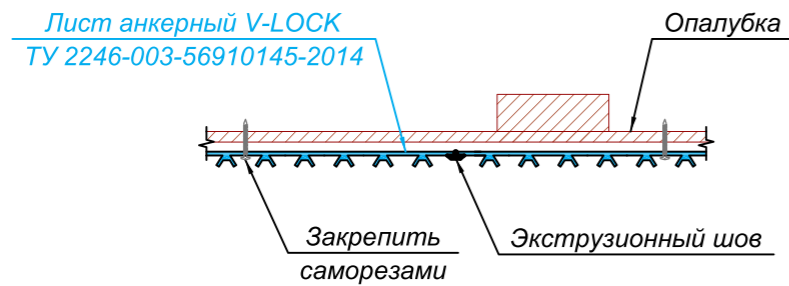 Лист анкерный V-LOCK
ТУ 2246-003-56910145-2014
Опалубка
Закрепить
саморезами
Экструзионный шов